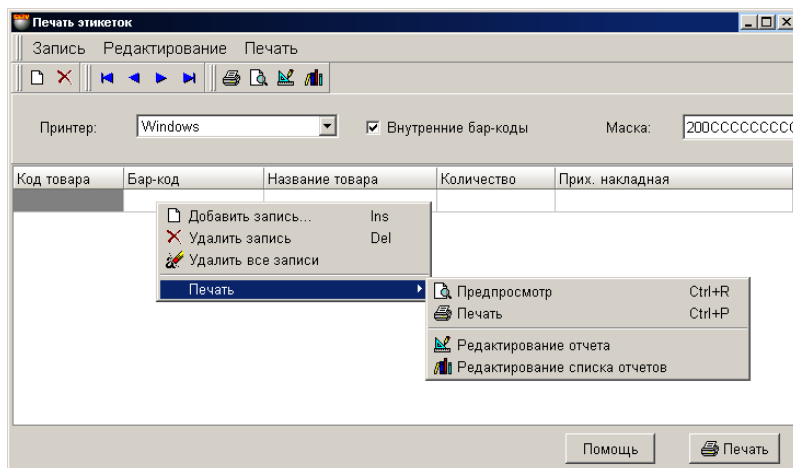 Печать этикеток
Запись Редактирование Печать
Принтер: Windows Внутренние бар-коды Маска: 200CCCCCCCCC
Код товара Бар-код Название товара Количество Прих. накладная
Добавить запись... Ins
Удалить запись Del
Удалить все записи
Печать
Предпросмотр Ctrl+R
Печать Ctrl+P
Редактирование отчета
Редактирование списка отчетов
Помощь Печать